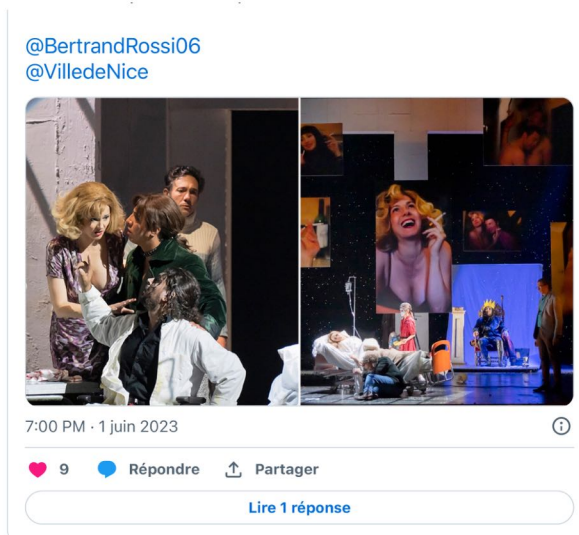 @BertrandRossi06
@VilledeNice
7:00 PM · 1 juin 2023
9 Répondre Partager
Lire 1 réponse